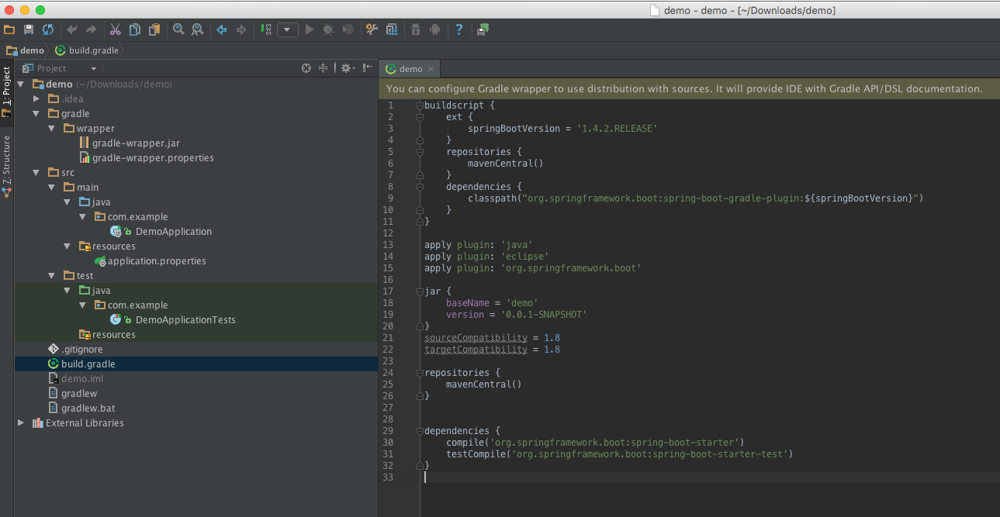 demo - demo - [~/Downloads/demo]
demo
build.gradle
Project
demo (~/Downloads/demo)
.idea
gradle
wrapper
gradle-wrapper.jar
gradle-wrapper.properties
src
main
java
com.example
DemoApplication
resources
application.properties
test
java
com.example
DemoApplicationTests
resources
.gitignore
build.gradle
demo.iml
gradlew
gradlew.bat
External Libraries
1: Project
7: Structure
demo
You can configure Gradle wrapper to use distribution with sources. It will provide IDE with Gradle API/DSL documentation.
1 buildscript {
2 ext {
3 springBootVersion = '1.4.2.RELEASE'
4 }
5 repositories {
6 mavenCentral()
7 }
8 dependencies {
9 classpath("org.springframework.boot:spring-boot-gradle-plugin:${springBootVersion}")
10 }
11 }
12
13 apply plugin: 'java'
14 apply plugin: 'eclipse'
15 apply plugin: 'org.springframework.boot'
16
17 jar {
18 baseName = 'demo'
19 version = '0.0.1-SNAPSHOT'
20 }
21 sourceCompatibility = 1.8
22 targetCompatibility = 1.8
23
24 repositories {
25 mavenCentral()
26 }
27
28
29 dependencies {
30 compile('org.springframework.boot:spring-boot-starter')
31 testCompile('org.springframework.boot:spring-boot-starter-test')
32 }
33